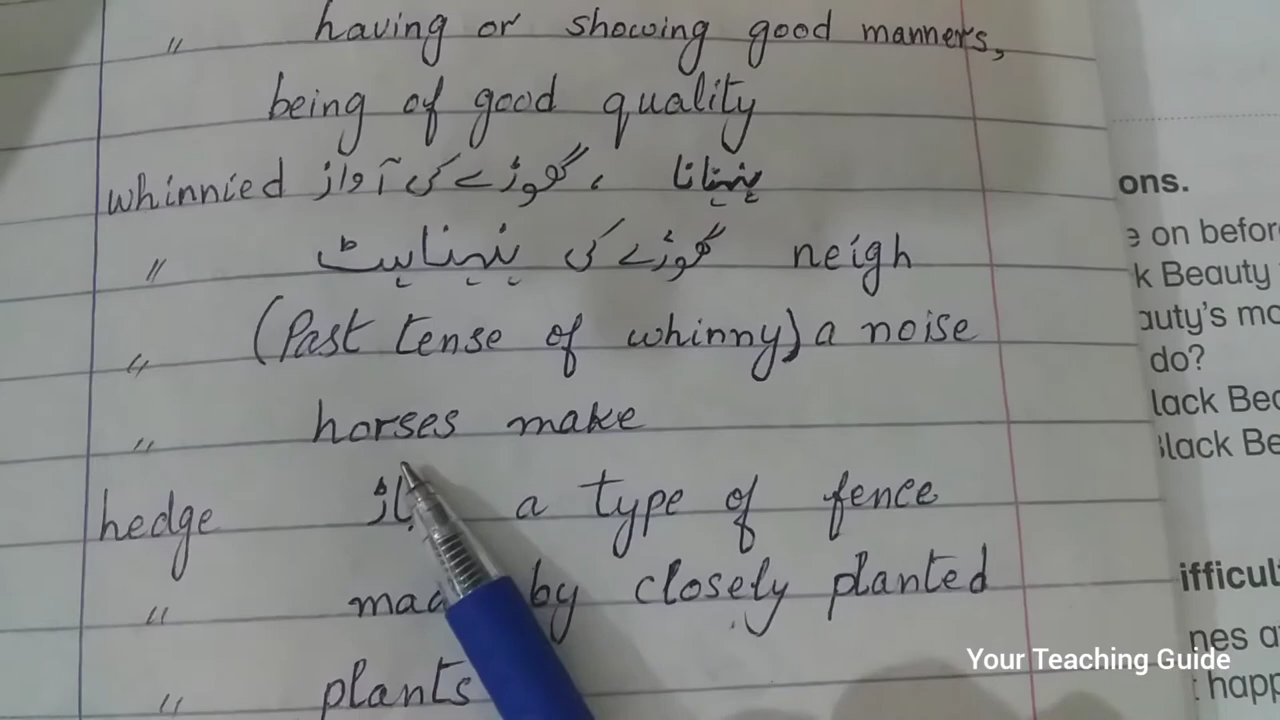 " having or showing good manners,
being of good quality
whinnied گھوڑے کی آواز ، ہنہنانا
" گھوڑے کی ہنہناہٹ neigh
" (Past tense of whinny) a noise
" horses make
hedge باڑ a type of fence
" by closely planted
" plants
ons.
e on before
k Beauty
auty's mo
do?
lack Bea
lack Be
ifficul
nes a
happ
Your Teaching Guide